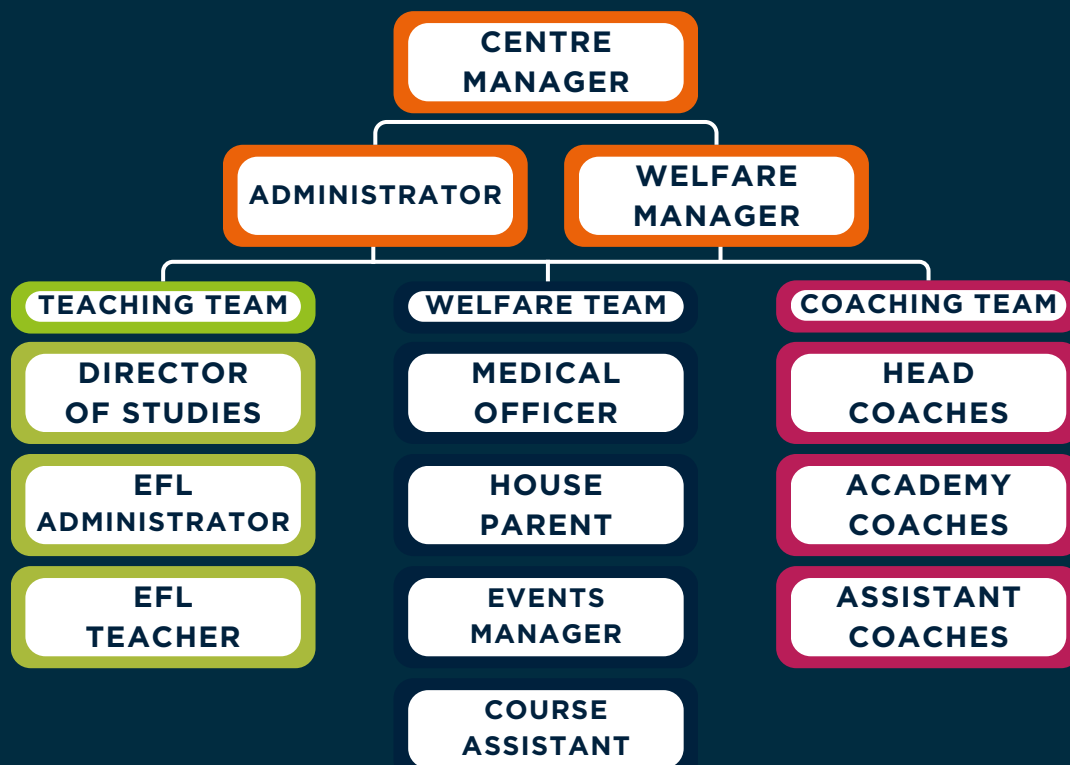 CENTRE
MANAGER
ADMINISTRATOR
WELFARE
MANAGER
TEACHING TEAM
DIRECTOR
OF STUDIES
EFL
ADMINISTRATOR
EFL
TEACHER
WELFARE TEAM
MEDICAL
OFFICER
HOUSE
PARENT
EVENTS
MANAGER
COURSE
ASSISTANT
COACHING TEAM
HEAD
COACHES
ACADEMY
COACHES
ASSISTANT
COACHES